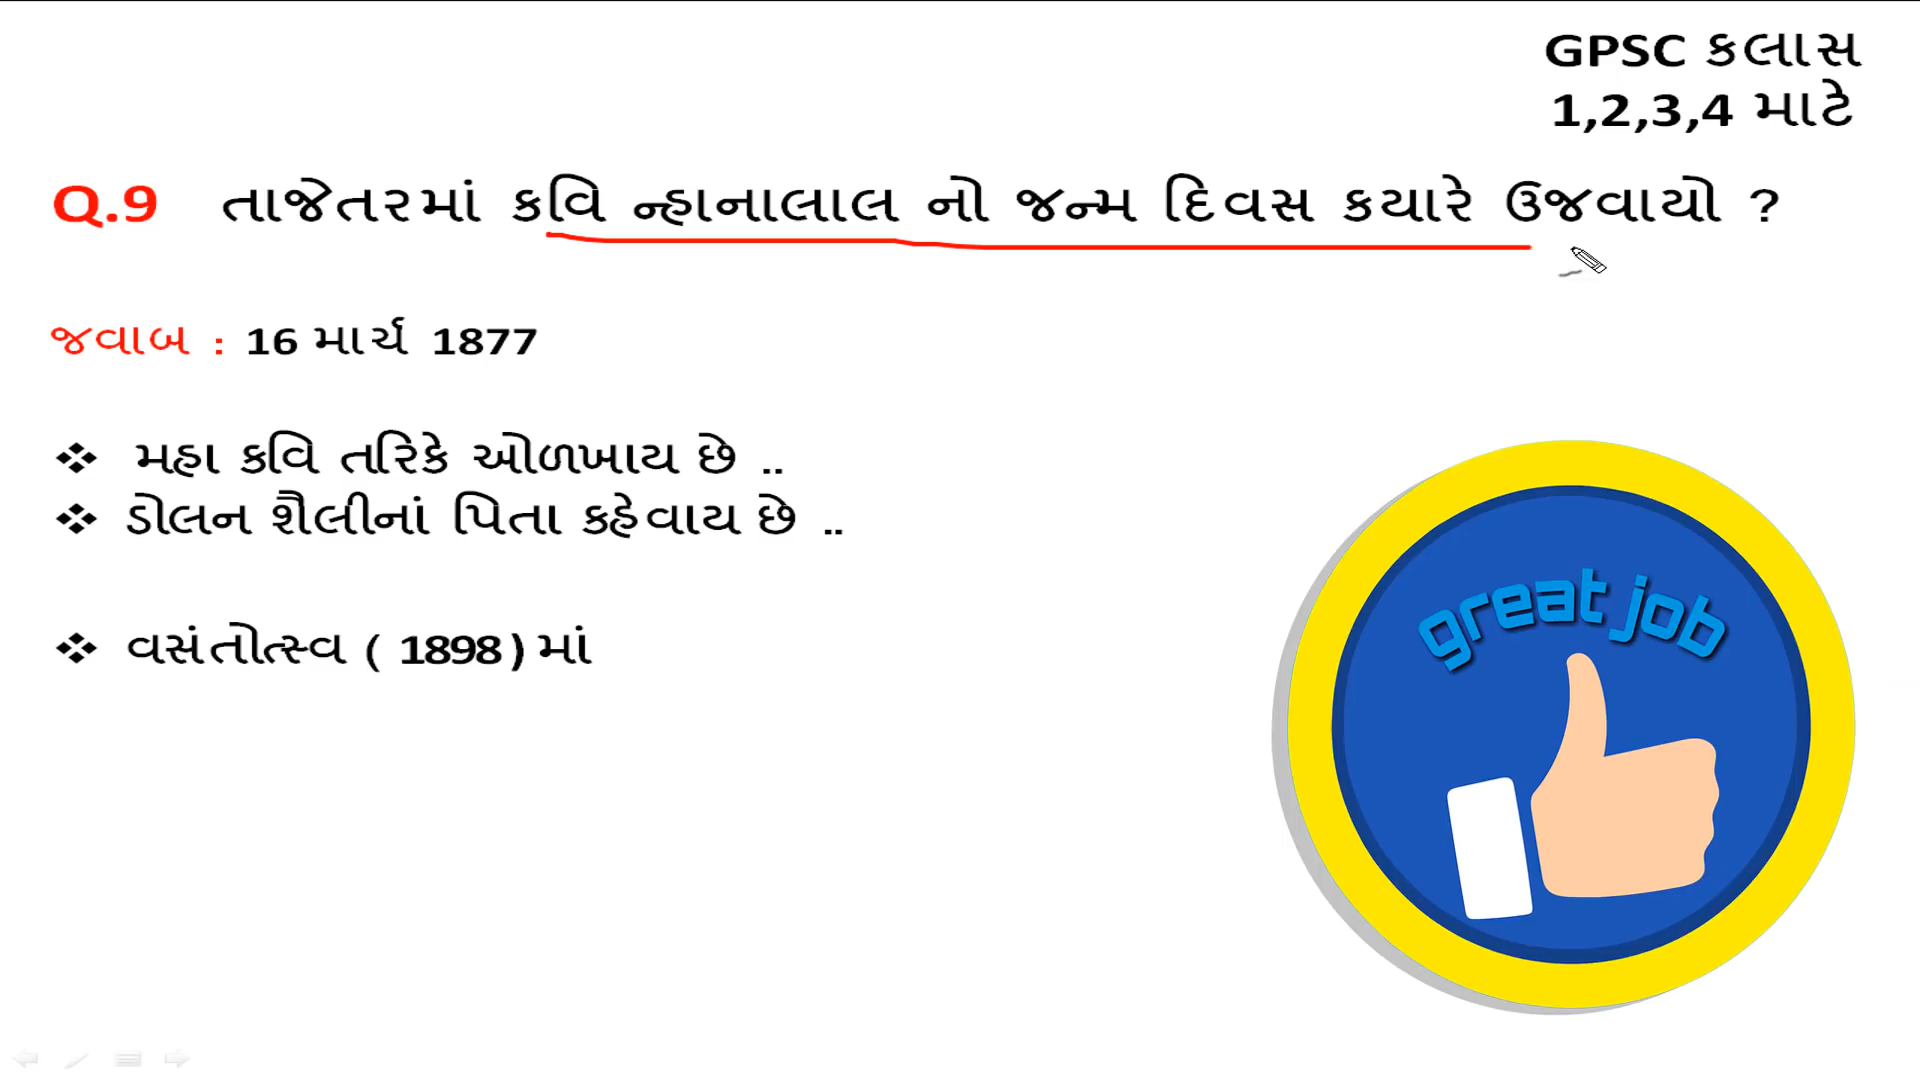 GPSC કલાસ
1,2,3,4 માટે
Q.9 તાજેતરમાં કવિ ન્હાનાલાલ નો જન્મ દિવસ કયારે ઉજવાયો ?
જવાબ : 16 માર્ચ 1877
❖ મહા કવિ તરિકે ઓળખાય છે ..
❖ ડોલન શૈલીનાં પિતા કહેવાય છે ..
❖ વસંતોત્સ્વ ( 1898 ) માં
great job